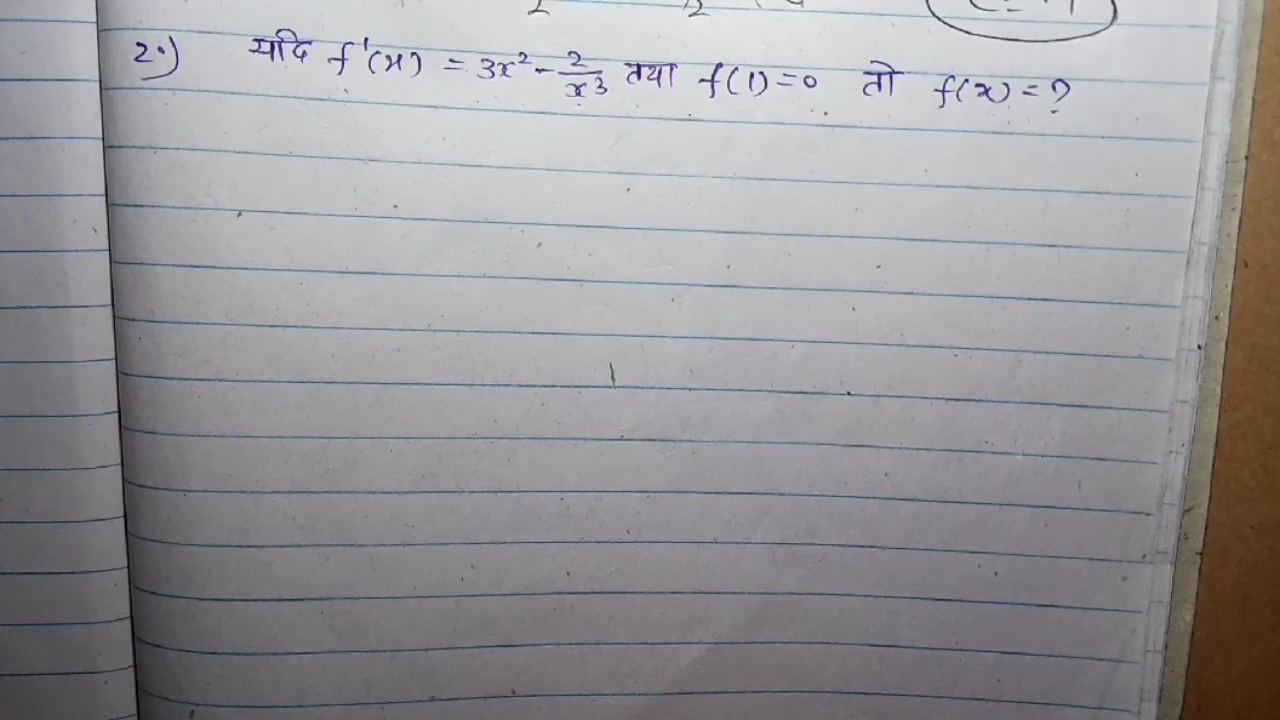 2.) यदि f'(x) = 3x² - 2/x³ तथा f(1)=0 तो f(x)=?